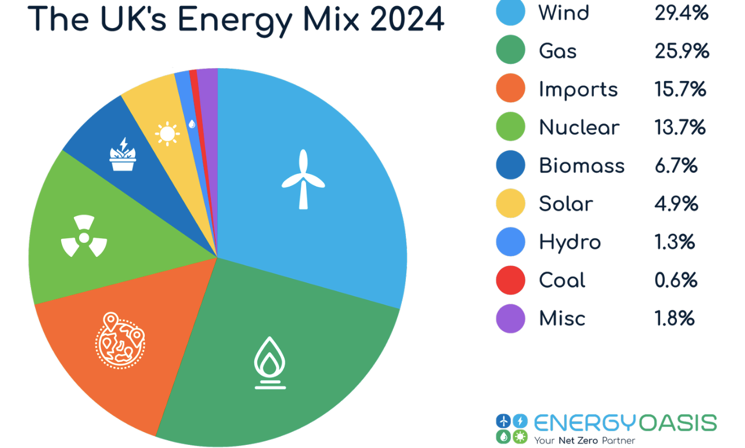 The UK's Energy Mix 2024
Wind 29.4%
Gas 25.9%
Imports 15.7%
Nuclear 13.7%
Biomass 6.7%
Solar 4.9%
Hydro 1.3%
Coal 0.6%
Misc 1.8%
ENERGYOASIS
Your Net Zero Partner